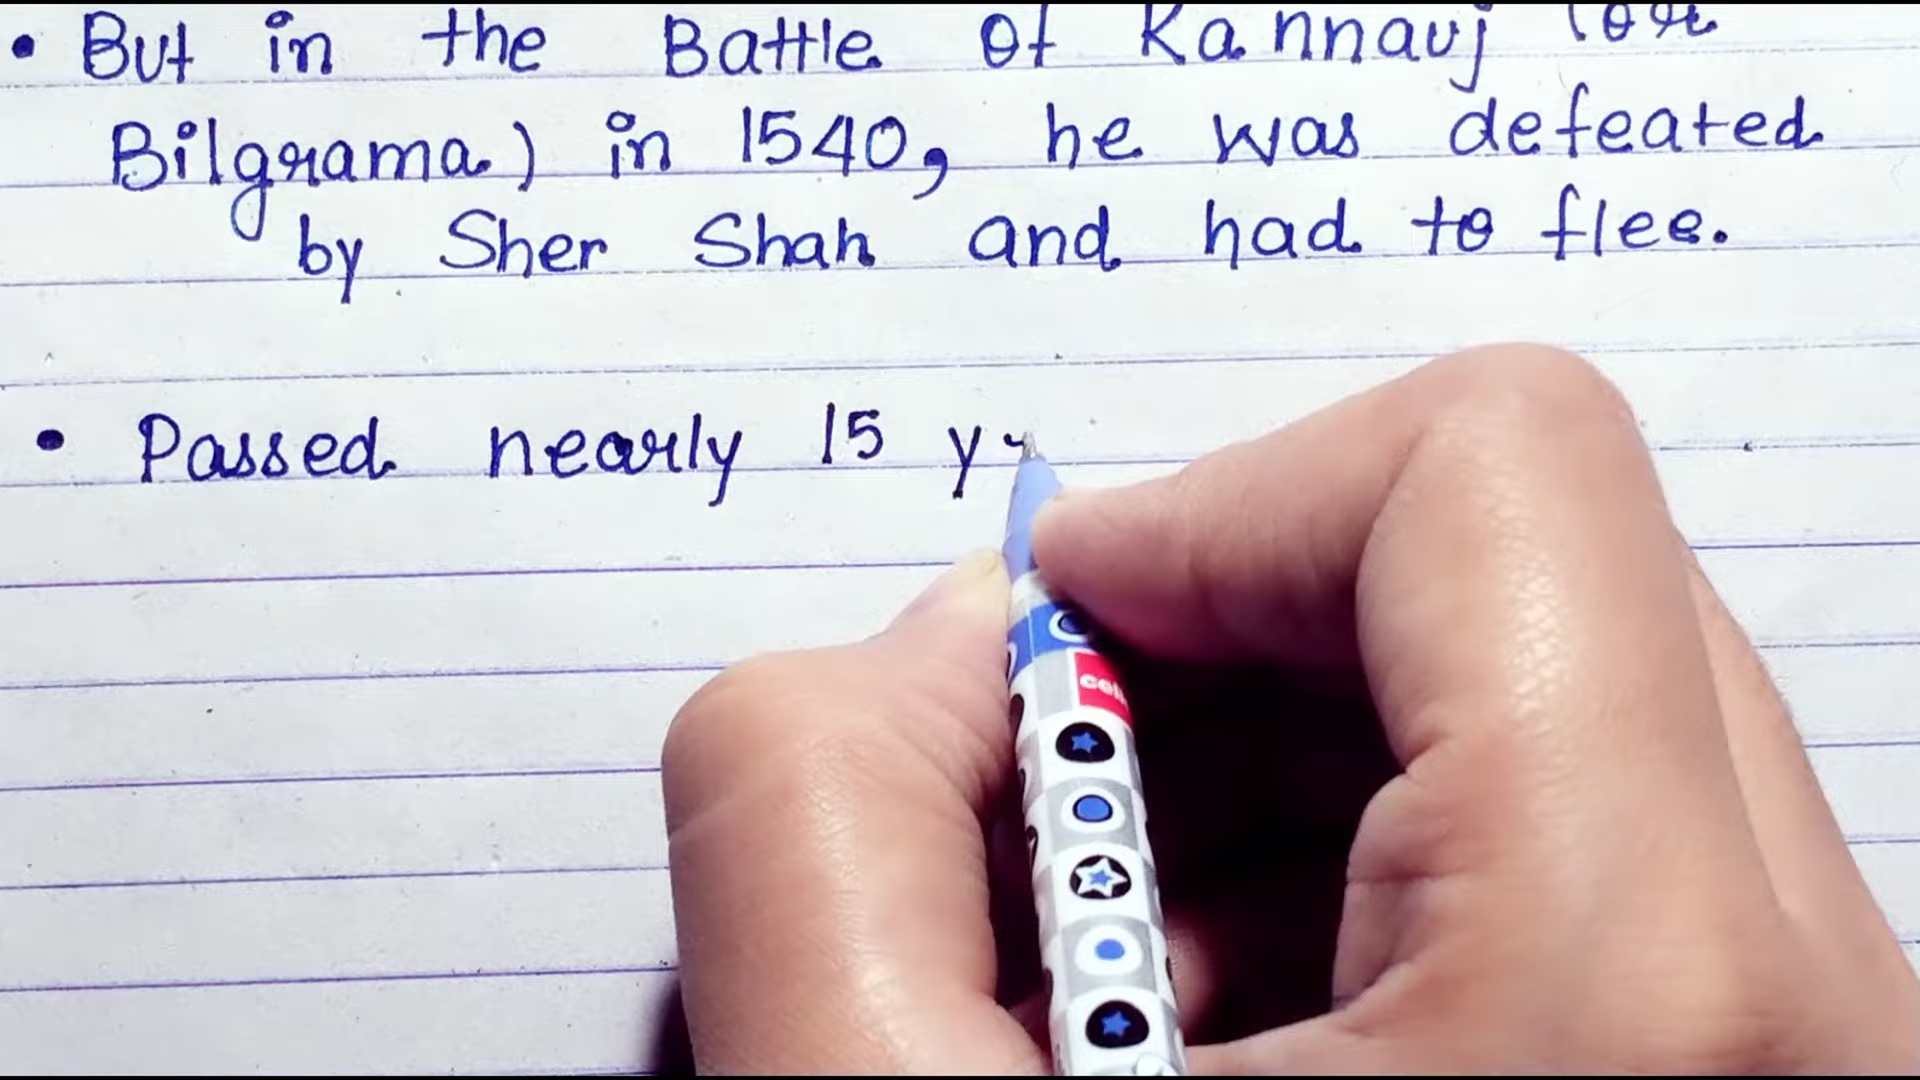 • But in the Battle of Kannauj (or
Bilgrama) in 1540, he was defeated
by Sher Shah and had to flee.
• Passed nearly 15 y